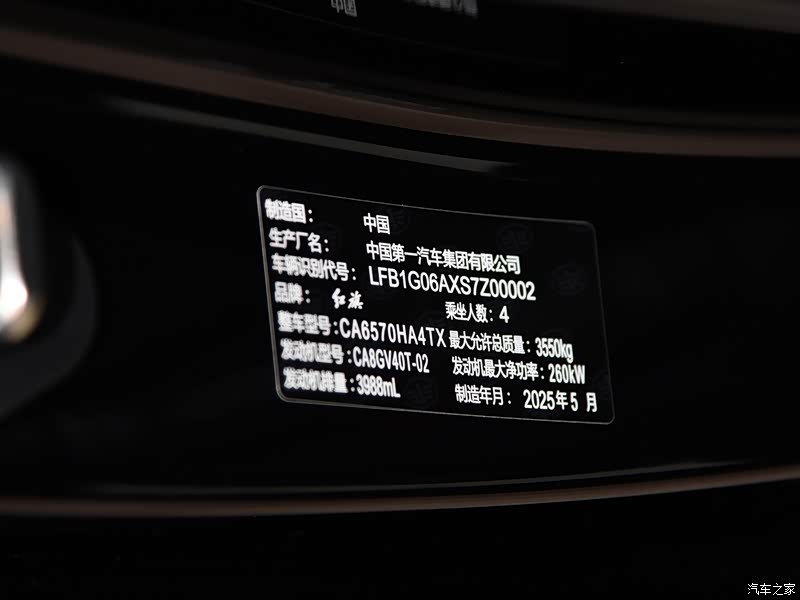 中国
制造国： 中国
生产厂名： 中国第一汽车集团有限公司
车辆识别代号： LFB1G06AXS7Z00002
品牌： 红旗 乘坐人数：4
整车型号：CA6570HA4TX 最大允许总质量：3550kg
发动机型号：CA8GV40T-02 发动机最大净功率：260kW
发动机排量：3988mL 制造年月： 2025年5月
汽车之家